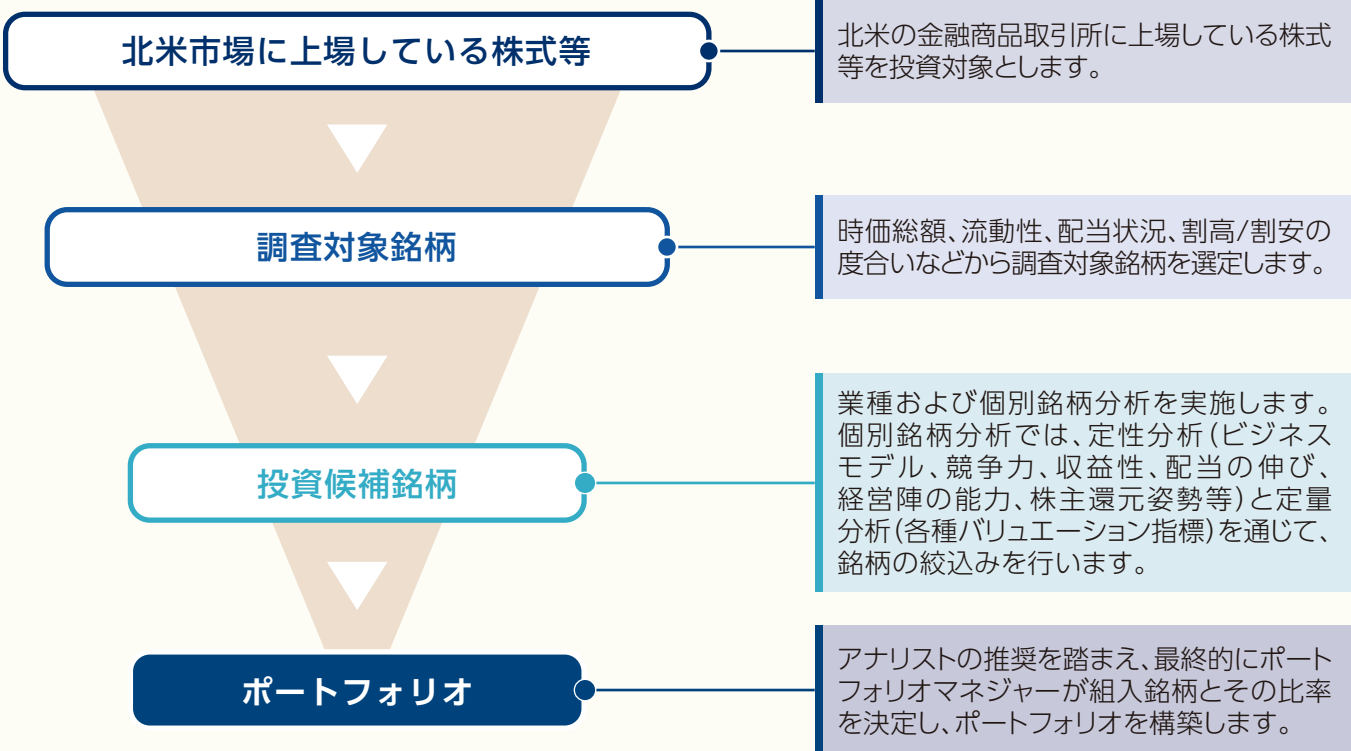 北米市場に上場している株式等
北米の金融商品取引所に上場している株式
等を投資対象とします。
調査対象銘柄
時価総額、流動性、配当状況、割高/割安の
度合いなどから調査対象銘柄を選定します。
投資候補銘柄
業種および個別銘柄分析を実施します。
個別銘柄分析では、定性分析(ビジネス
モデル、競争力、収益性、配当の伸び、
経営陣の能力、株主還元姿勢等)と定量
分析(各種バリュエーション指標)を通じて、
銘柄の絞込みを行います。
ポートフォリオ
アナリストの推奨を踏まえ、最終的にポート
フォリオマネジャーが組入銘柄とその比率
を決定し、ポートフォリオを構築します。